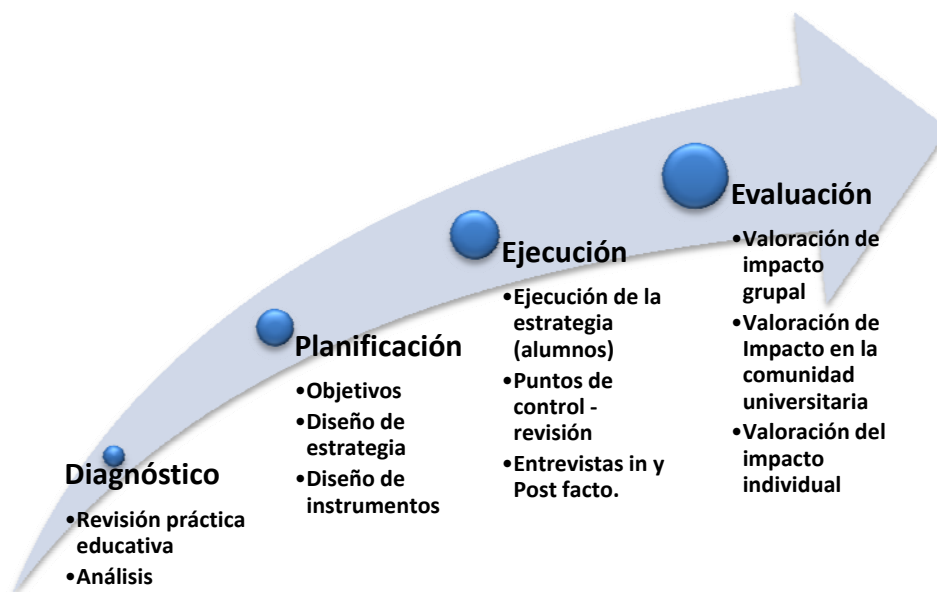 Diagnóstico
•Revisión práctica
educativa
•Análisis
Planificación
•Objetivos
•Diseño de
estrategia
•Diseño de
instrumentos
Ejecución
•Ejecución de la
estrategia
(alumnos)
•Puntos de
control -
revisión
•Entrevistas in y
Post facto.
Evaluación
•Valoración de
impacto
grupal
•Valoración de
Impacto en la
comunidad
universitaria
•Valoración del
impacto
individual